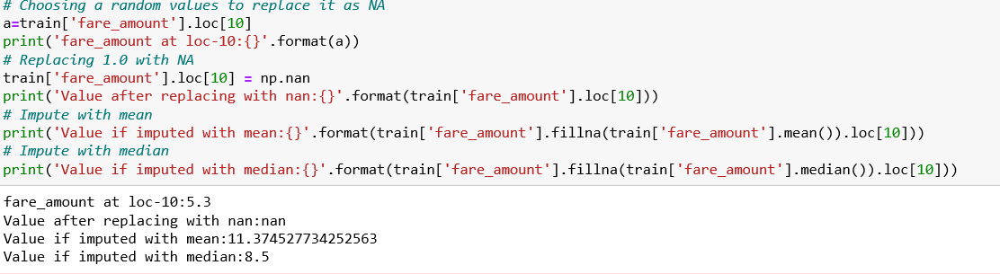 # Choosing a random values to replace it as NA
a=train['fare_amount'].loc[10]
print('fare_amount at loc-10:{}'.format(a))
# Replacing 1.0 with NA
train['fare_amount'].loc[10] = np.nan
print('Value after replacing with nan:{}'.format(train['fare_amount'].loc[10]))
# Impute with mean
print('Value if imputed with mean:{}'.format(train['fare_amount'].fillna(train['fare_amount'].mean()).loc[10]))
# Impute with median
print('Value if imputed with median:{}'.format(train['fare_amount'].fillna(train['fare_amount'].median()).loc[10]))
fare_amount at loc-10:5.3
Value after replacing with nan:nan
Value if imputed with mean:11.374527734252563
Value if imputed with median:8.5